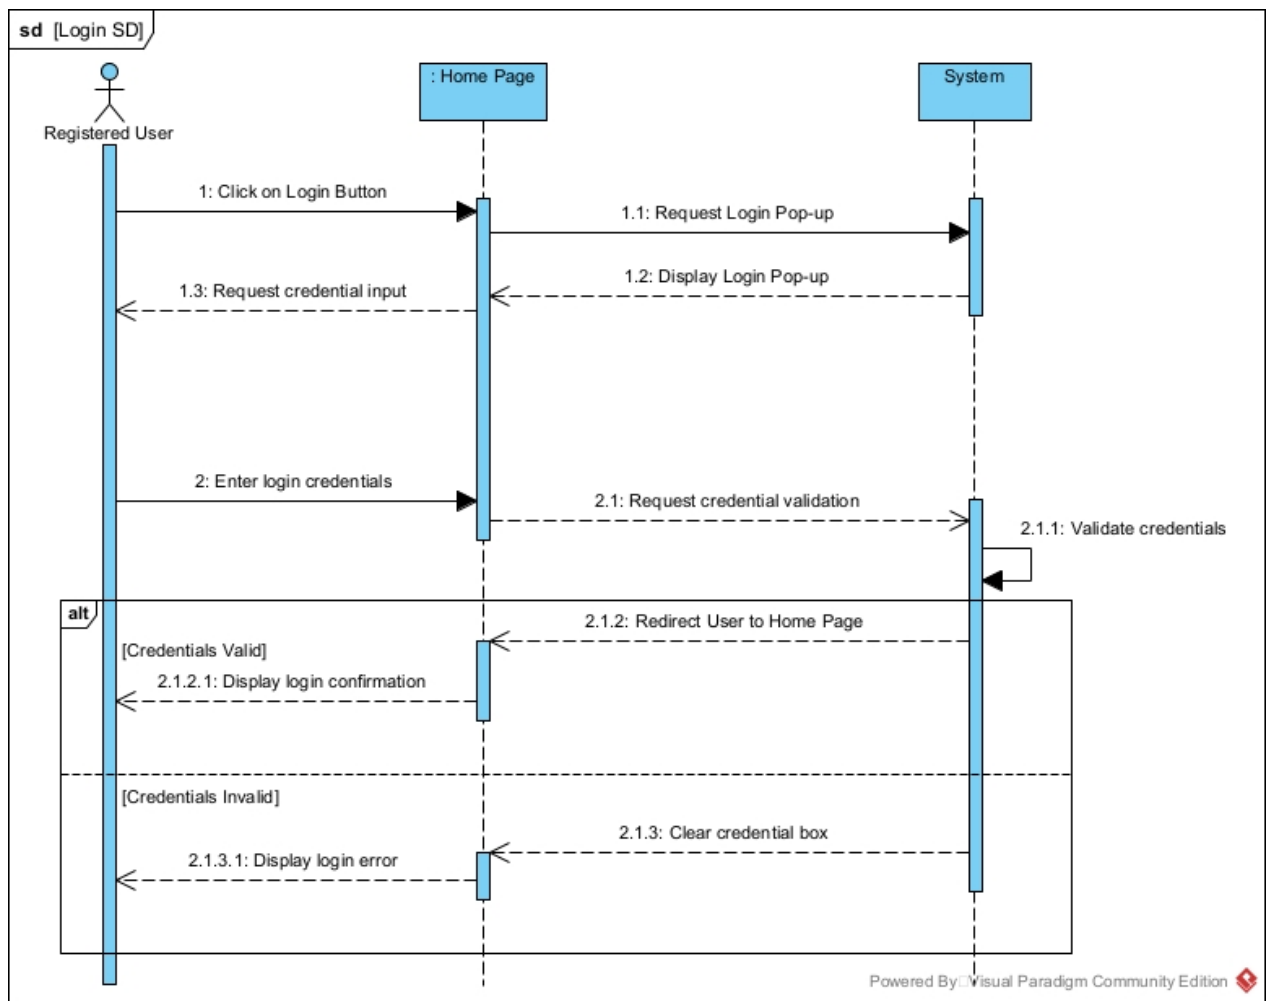 sd [Login SD]
Registered User
: Home Page
System
1: Click on Login Button
1.1: Request Login Pop-up
1.2: Display Login Pop-up
1.3: Request credential input
2: Enter login credentials
2.1: Request credential validation
2.1.1: Validate credentials
alt
2.1.2: Redirect User to Home Page
[Credentials Valid]
2.1.2.1: Display login confirmation
[Credentials Invalid]
2.1.3: Clear credential box
2.1.3.1: Display login error
Powered By Visual Paradigm Community Edition